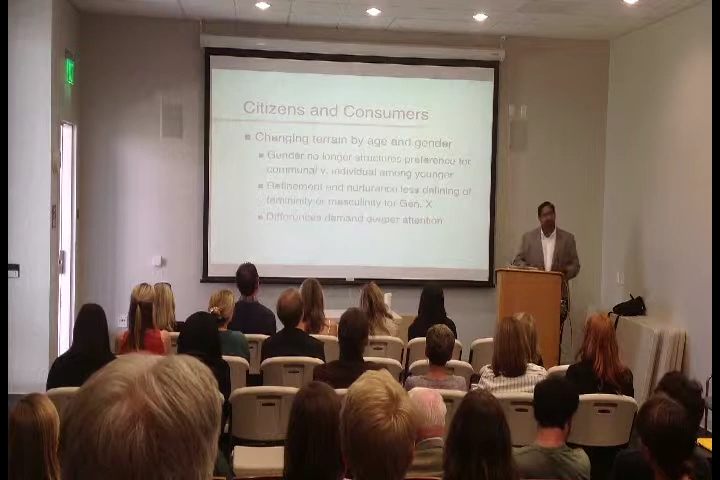 Citizens and Consumers
Changing terrain by age and gender
Gender no longer structures preference for
communal v. individual among younger
Refinement and nurturance less defining of
femininity or masculinity for Gen. X
Differences demand deeper attention